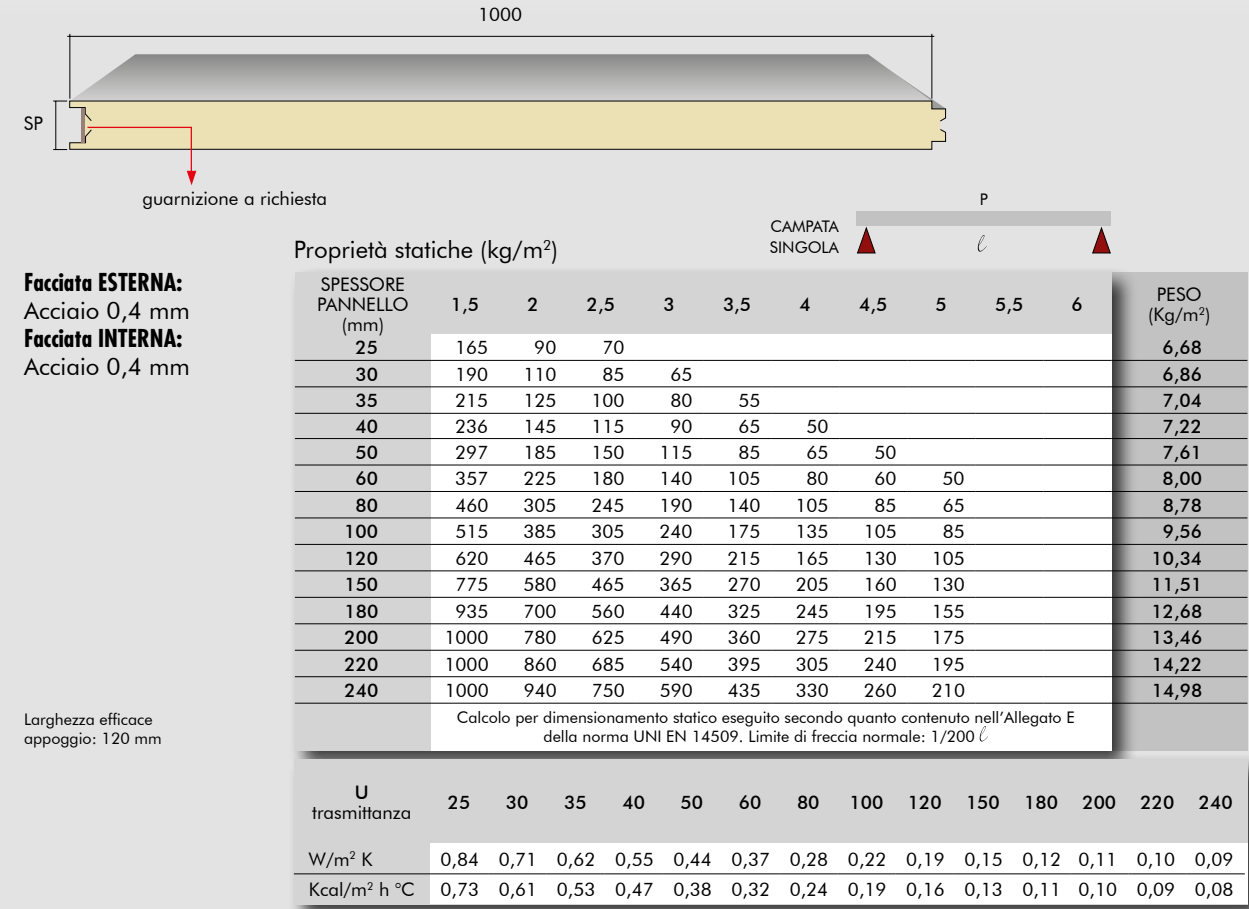 1000
SP
guarnizione a richiesta
P
CAMPATA
SINGOLA
ℓ
Proprietà statiche (kg/m²)
Facciata ESTERNA:
Acciaio 0,4 mm
Facciata INTERNA:
Acciaio 0,4 mm
SPESSORE
PANNELLO
(mm)
1,5 2 2,5 3 3,5 4 4,5 5 5,5 6
PESO
(Kg/m²)
25 165 90 70 6,68
30 190 110 85 65 6,86
35 215 125 100 80 55 7,04
40 236 145 115 90 65 50 7,22
50 297 185 150 115 85 65 50 7,61
60 357 225 180 140 105 80 60 50 8,00
80 460 305 245 190 140 105 85 65 8,78
100 515 385 305 240 175 135 105 85 9,56
120 620 465 370 290 215 165 130 105 10,34
150 775 580 465 365 270 205 160 130 11,51
180 935 700 560 440 325 245 195 155 12,68
200 1000 780 625 490 360 275 215 175 13,46
220 1000 860 685 540 395 305 240 195 14,22
240 1000 940 750 590 435 330 260 210 14,98
Calcolo per dimensionamento statico eseguito secondo quanto contenuto nell'Allegato E
della norma UNI EN 14509. Limite di freccia normale: 1/200 ℓ
Larghezza efficace
appoggio: 120 mm
U
trasmittanza
25 30 35 40 50 60 80 100 120 150 180 200 220 240
W/m² K 0,84 0,71 0,62 0,55 0,44 0,37 0,28 0,22 0,19 0,15 0,12 0,11 0,10 0,09
Kcal/m² h °C 0,73 0,61 0,53 0,47 0,38 0,32 0,24 0,19 0,16 0,13 0,11 0,10 0,09 0,08